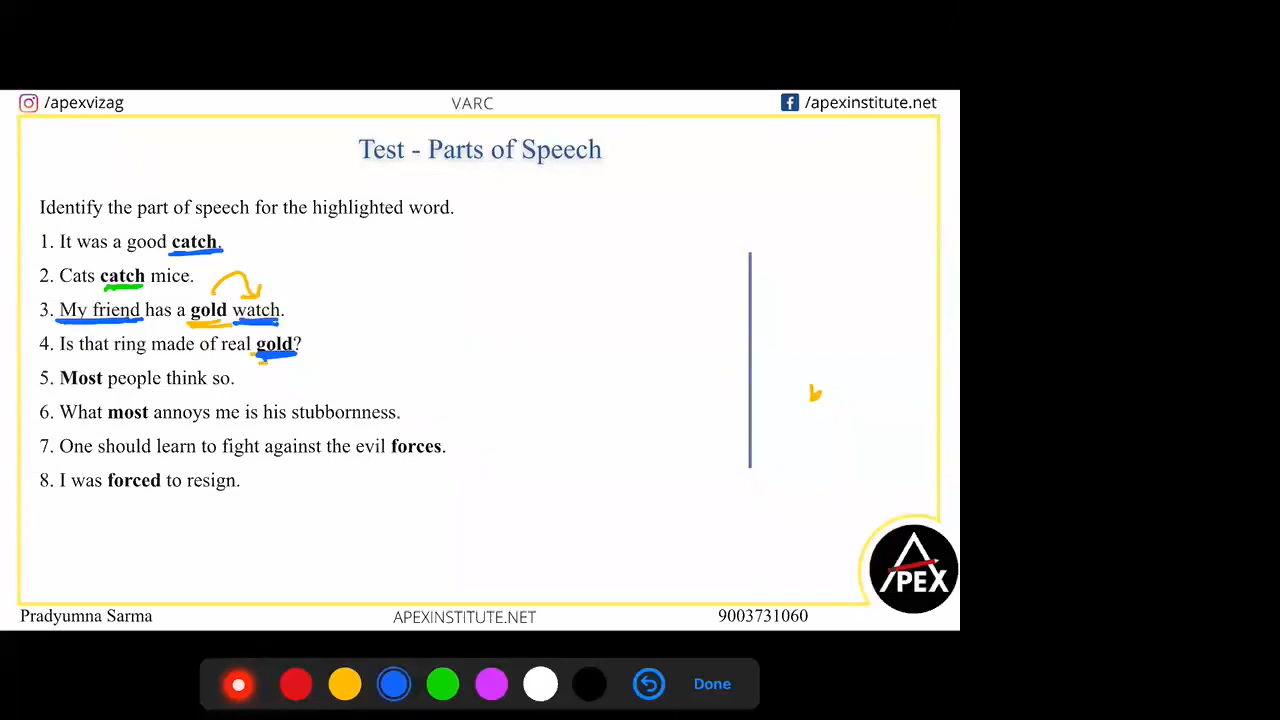 /apexvizag VARC /apexinstitute.net
Test - Parts of Speech
Identify the part of speech for the highlighted word.
1. It was a good catch.
2. Cats catch mice.
3. My friend has a gold watch.
4. Is that ring made of real gold?
5. Most people think so.
6. What most annoys me is his stubbornness.
7. One should learn to fight against the evil forces.
8. I was forced to resign.
APEX
Pradyumna Sarma APEXINSTITUTE.NET 9003731060
Done